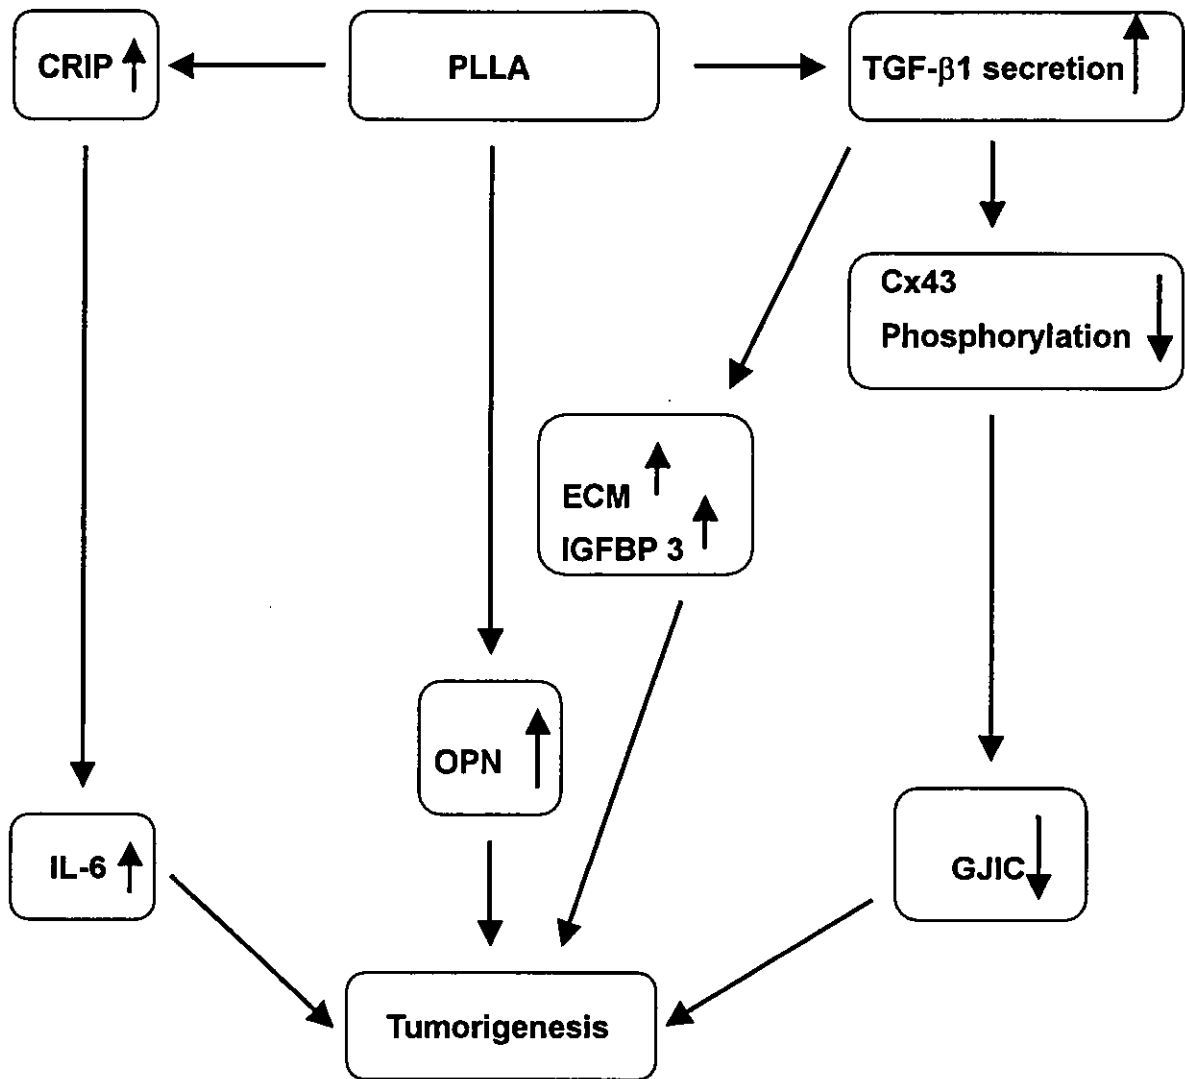 CRIP
PLLA
TGF-β1 secretion
Cx43
Phosphorylation
ECM
IGFBP 3
OPN
IL-6
GJIC
Tumorigenesis